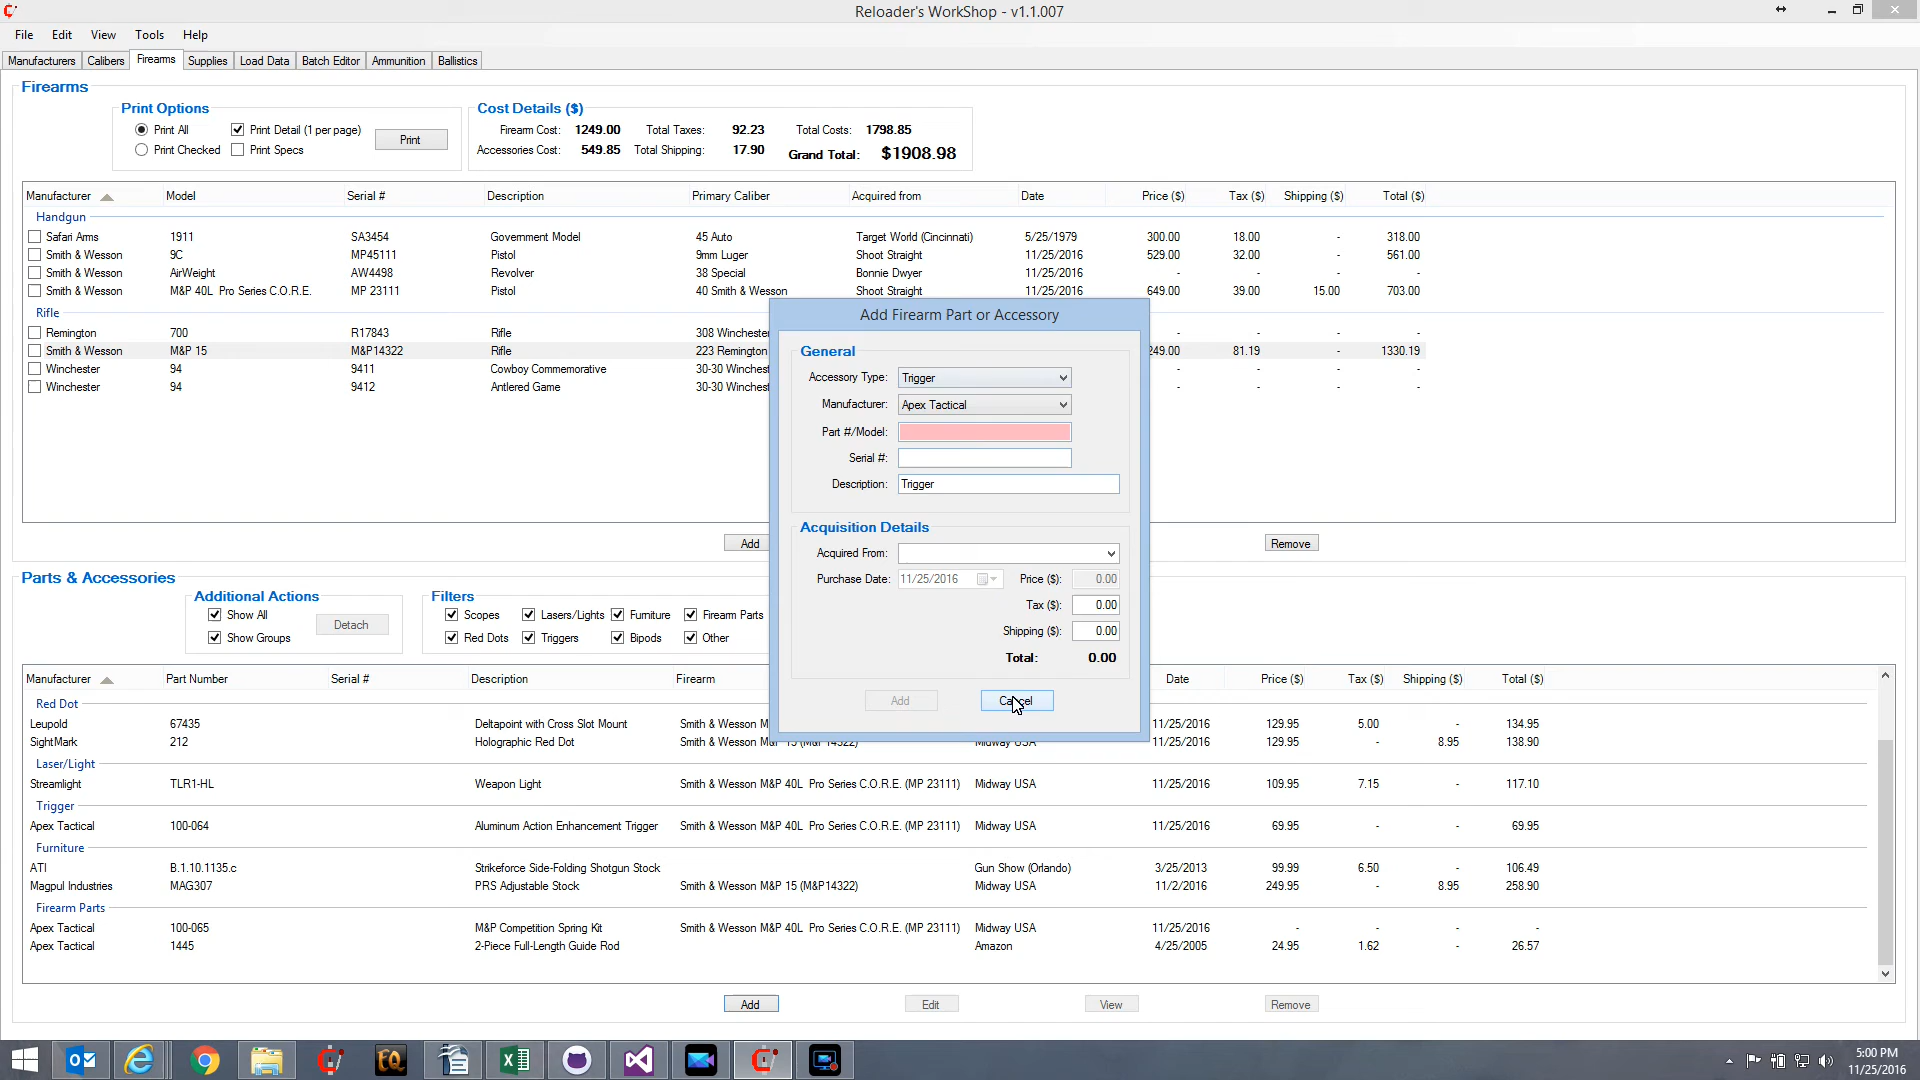 Reloader's WorkShop - v1.1.007
File Edit View Tools Help
Manufacturers Calibers Firearms Supplies Load Data Batch Editor Ammunition Ballistics
Firearms
Print Options
Print All Print Detail (1 per page)
Print Checked Print Specs
Print
Cost Details ($)
Firearm Cost: 1249.00 Total Taxes: 92.23 Total Costs: 1798.85
Accessories Cost: 549.85 Total Shipping: 17.90 Grand Total: $1908.98
Manufacturer Model Serial # Description Primary Caliber Acquired from Date Price ($) Tax ($) Shipping ($) Total ($)
Handgun
Safari Arms 1911 SA3454 Government Model 45 Auto Target World (Cincinnati) 5/25/1979 300.00 18.00 - 318.00
Smith & Wesson 9C MP45111 Pistol 9mm Luger Shoot Straight 11/25/2016 529.00 32.00 - 561.00
Smith & Wesson AirWeight AW4498 Revolver 38 Special Bonnie Dwyer 11/25/2016 - - - -
Smith & Wesson M&P 40L Pro Series C.O.R.E. MP 23111 Pistol 40 Smith & Wesson Shoot Straight 11/25/2016 649.00 39.00 15.00 703.00
Rifle
Remington 700 R17843 Rifle 308 Winchester - - - -
Smith & Wesson M&P 15 M&P14322 Rifle 223 Remington 249.00 81.19 - 1330.19
Winchester 94 9411 Cowboy Commemorative 30-30 Winchest - - - -
Winchester 94 9412 Antlered Game 30-30 Winchest - - - -
Add Remove
Add Firearm Part or Accessory
General
Accessory Type: Trigger
Manufacturer: Apex Tactical
Part #/Model:
Serial #:
Description: Trigger
Acquisition Details
Acquired From:
Purchase Date: 11/25/2016 Price ($): 0.00
Tax ($): 0.00
Shipping ($): 0.00
Total: 0.00
Add Cancel
Parts & Accessories
Additional Actions
Show All
Show Groups
Detach
Filters
Scopes Lasers/Lights Furniture Firearm Parts
Red Dots Triggers Bipods Other
Manufacturer Part Number Serial # Description Firearm Date Price ($) Tax ($) Shipping ($) Total ($)
Red Dot
Leupold 67435 Deltapoint with Cross Slot Mount Smith & Wesson M 11/25/2016 129.95 5.00 - 134.95
SightMark 212 Holographic Red Dot Smith & Wesson M&P 15 (M&P14322) Midway USA 11/25/2016 129.95 - 8.95 138.90
Laser/Light
Streamlight TLR1-HL Weapon Light Smith & Wesson M&P 40L Pro Series C.O.R.E. (MP 23111) Midway USA 11/25/2016 109.95 7.15 - 117.10
Trigger
Apex Tactical 100-064 Aluminum Action Enhancement Trigger Smith & Wesson M&P 40L Pro Series C.O.R.E. (MP 23111) Midway USA 11/25/2016 69.95 - - 69.95
Furniture
ATI B.1.10.1135.c Strikeforce Side-Folding Shotgun Stock Gun Show (Orlando) 3/25/2013 99.99 6.50 - 106.49
Magpul Industries MAG307 PRS Adjustable Stock Smith & Wesson M&P 15 (M&P14322) Midway USA 11/2/2016 249.95 - 8.95 258.90
Firearm Parts
Apex Tactical 100-065 M&P Competition Spring Kit Smith & Wesson M&P 40L Pro Series C.O.R.E. (MP 23111) Midway USA 11/25/2016 - - - -
Apex Tactical 1445 2-Piece Full-Length Guide Rod Amazon 4/25/2005 24.95 1.62 - 26.57
Add Edit View Remove
5:00 PM
11/25/2016